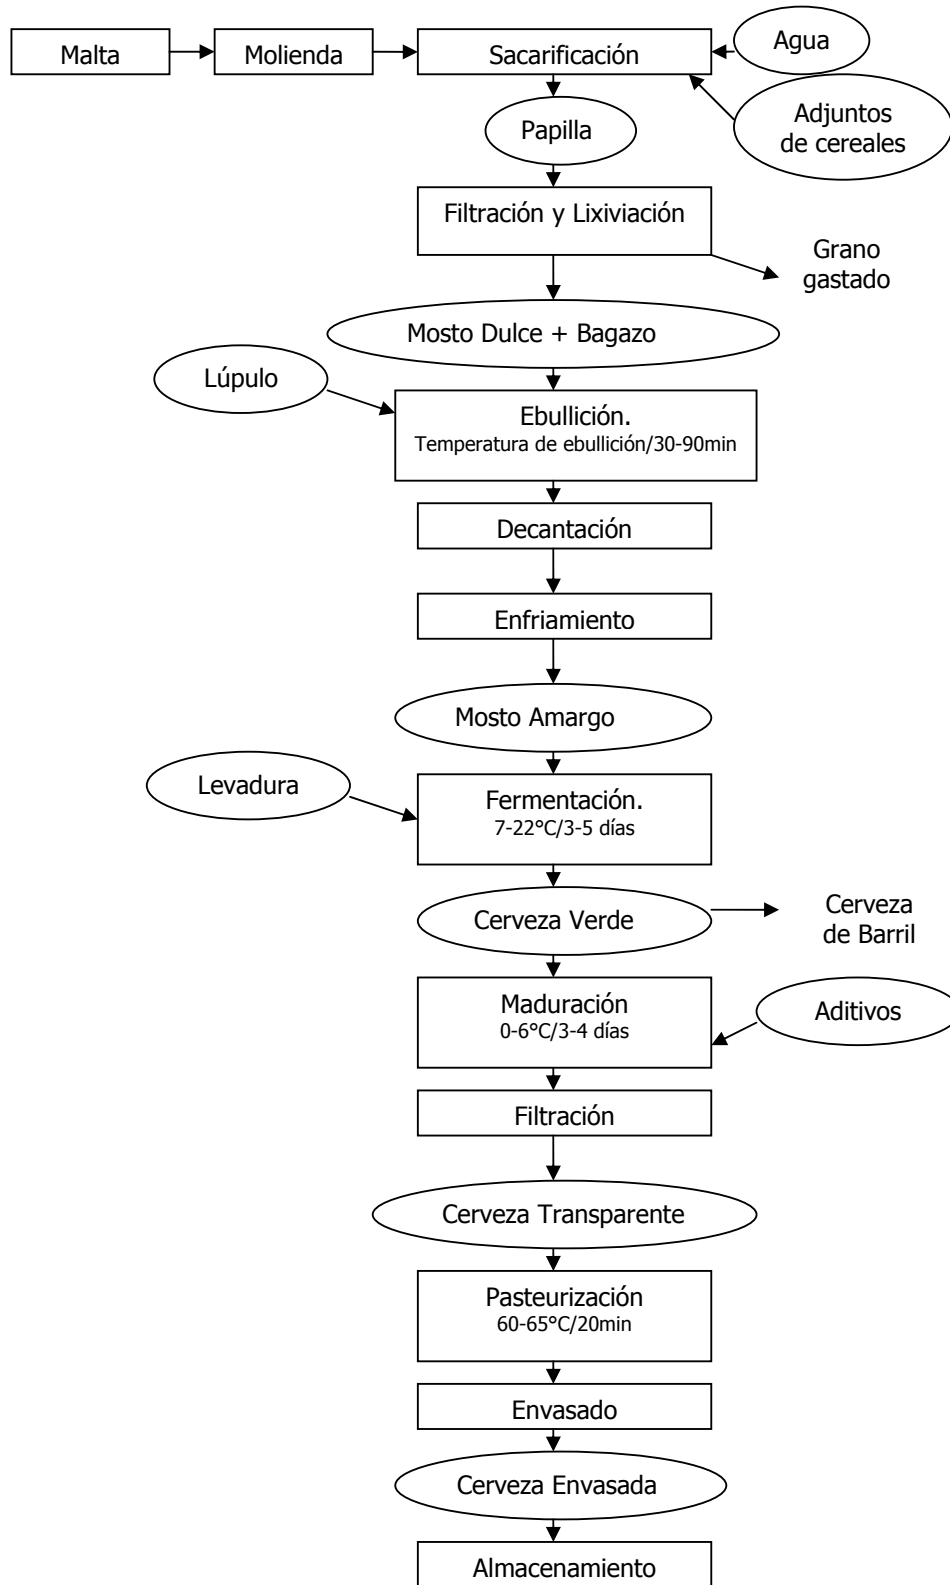 Malta
Molienda
Sacarificación
Agua
Adjuntos
de cereales
Papilla
Filtración y Lixiviación
Grano
gastado
Mosto Dulce + Bagazo
Lúpulo
Ebullición.
Temperatura de ebullición/30-90min
Decantación
Enfriamiento
Mosto Amargo
Levadura
Fermentación.
7-22°C/3-5 días
Cerveza Verde
Cerveza
de Barril
Maduración
0-6°C/3-4 días
Aditivos
Filtración
Cerveza Transparente
Pasteurización
60-65°C/20min
Envasado
Cerveza Envasada
Almacenamiento